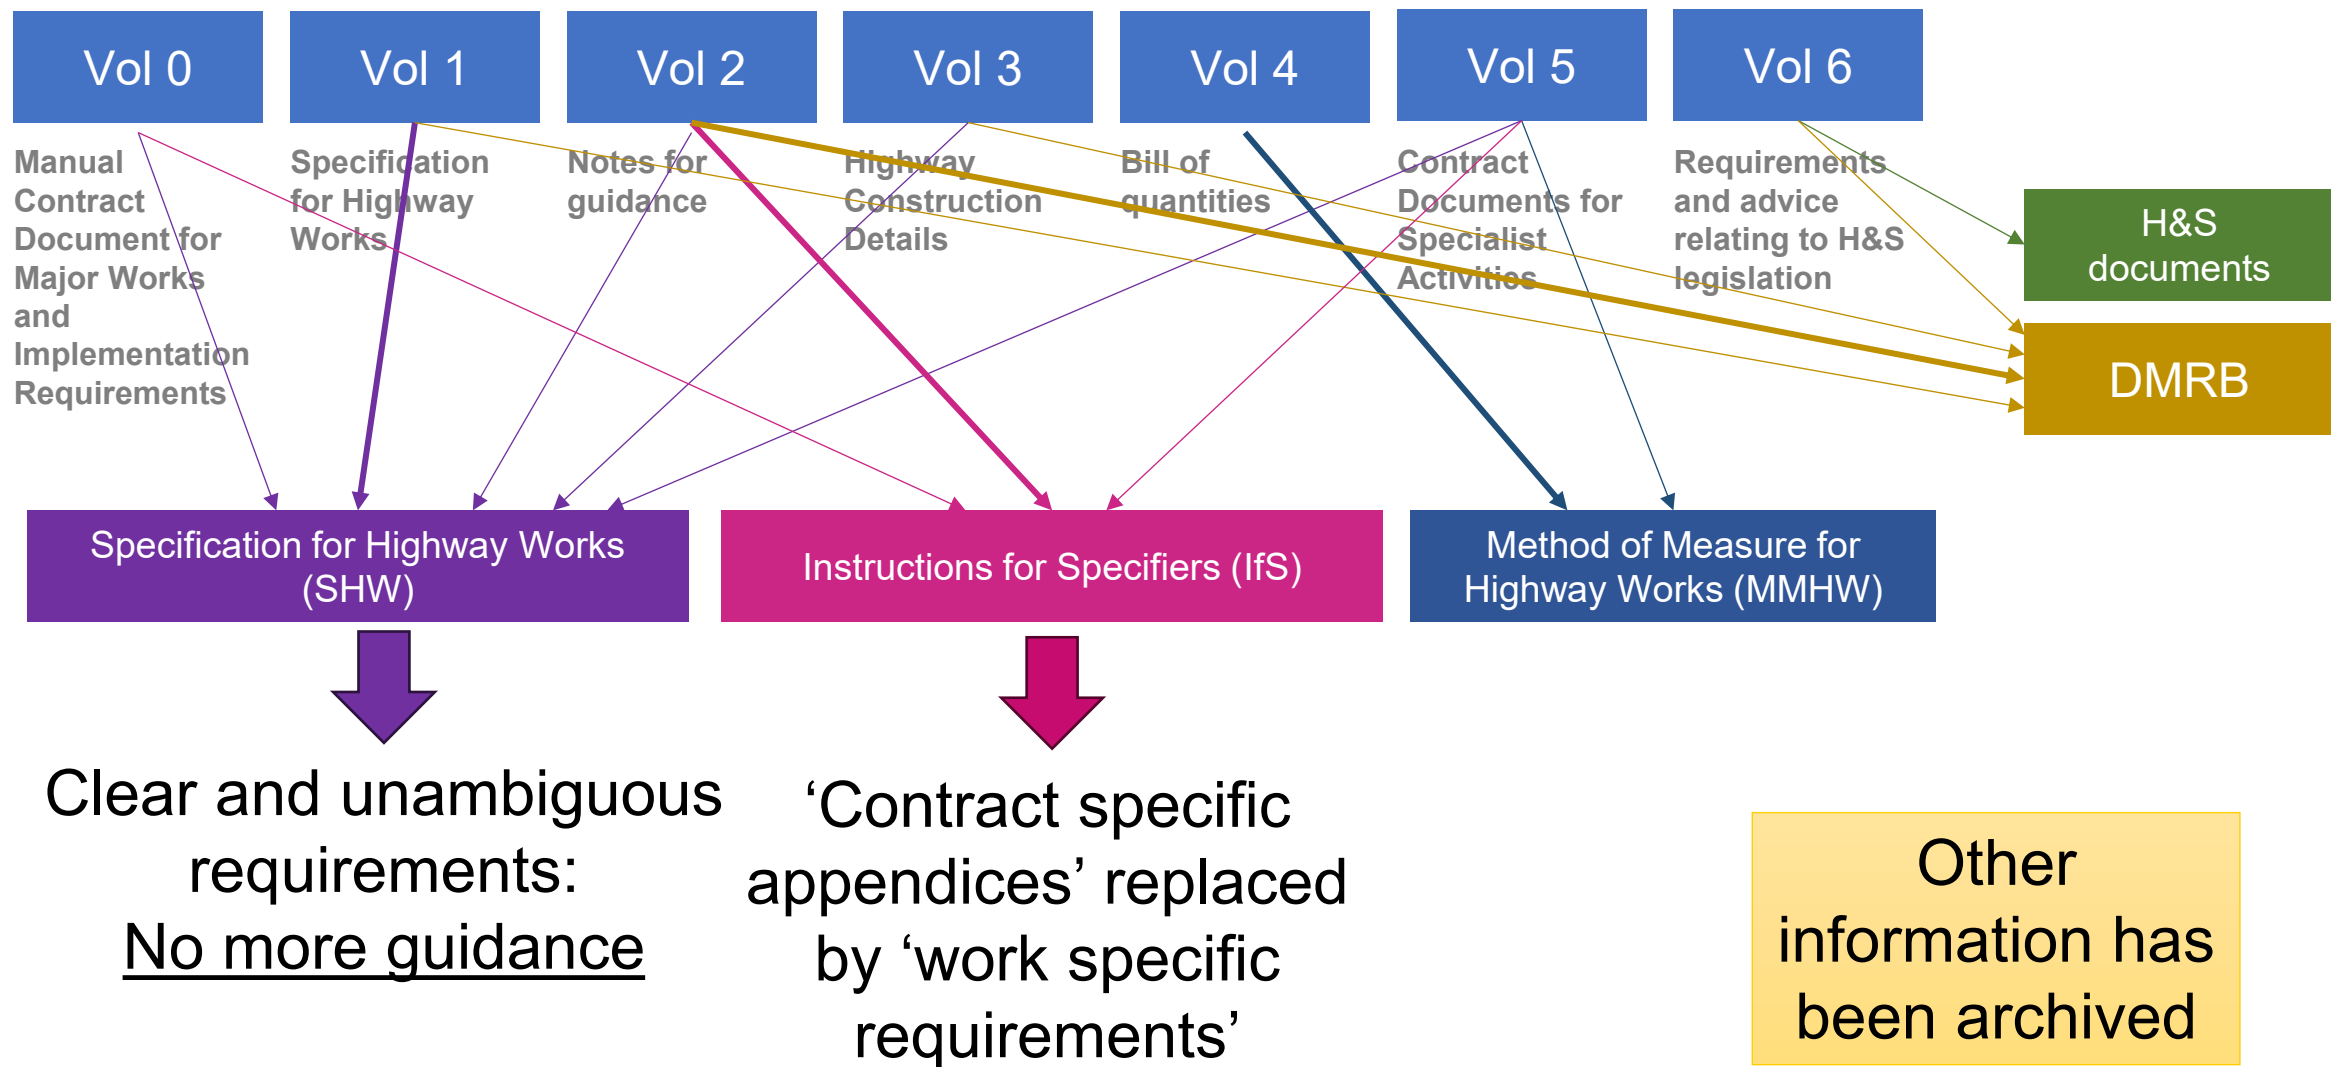 Vol 0
Vol 1
Vol 2
Vol 3
Vol 4
Vol 5
Vol 6
Manual
Contract
Document for
Major Works
and
Implementation
Requirements
Specification
for Highway
Works
Notes for
guidance
Highway
Construction
Details
Bill of
quantities
Contract
Documents for
Specialist
Activities
Requirements
and advice
relating to H&S
legislation
H&S
documents
DMRB
Specification for Highway Works
(SHW)
Instructions for Specifiers (IfS)
Method of Measure for
Highway Works (MMHW)
Clear and unambiguous
requirements:
No more guidance
‘Contract specific
appendices’ replaced
by ‘work specific
requirements’
Other
information has
been archived